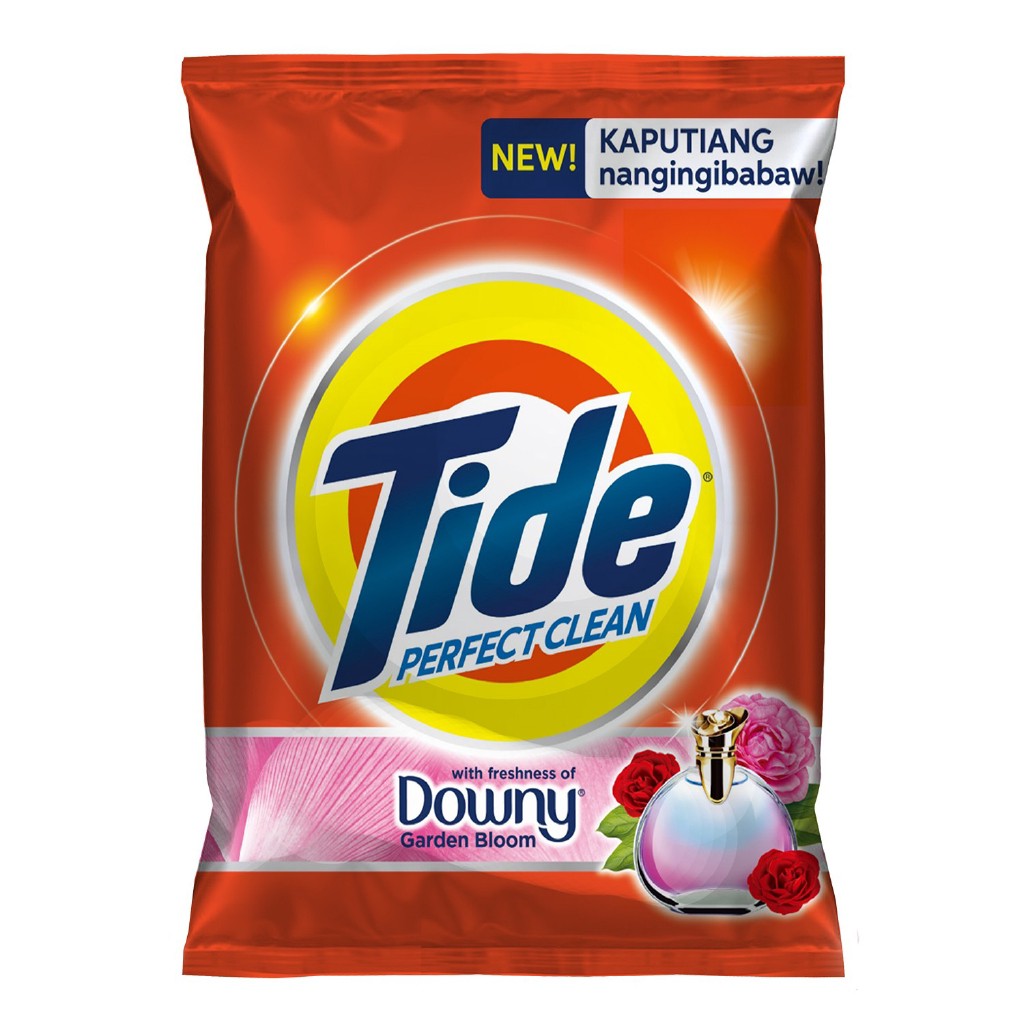 NEW!
KAPUTIANG
nangingibabaw!
Tide®
PERFECT CLEAN
with freshness of
Downy®
Garden Bloom